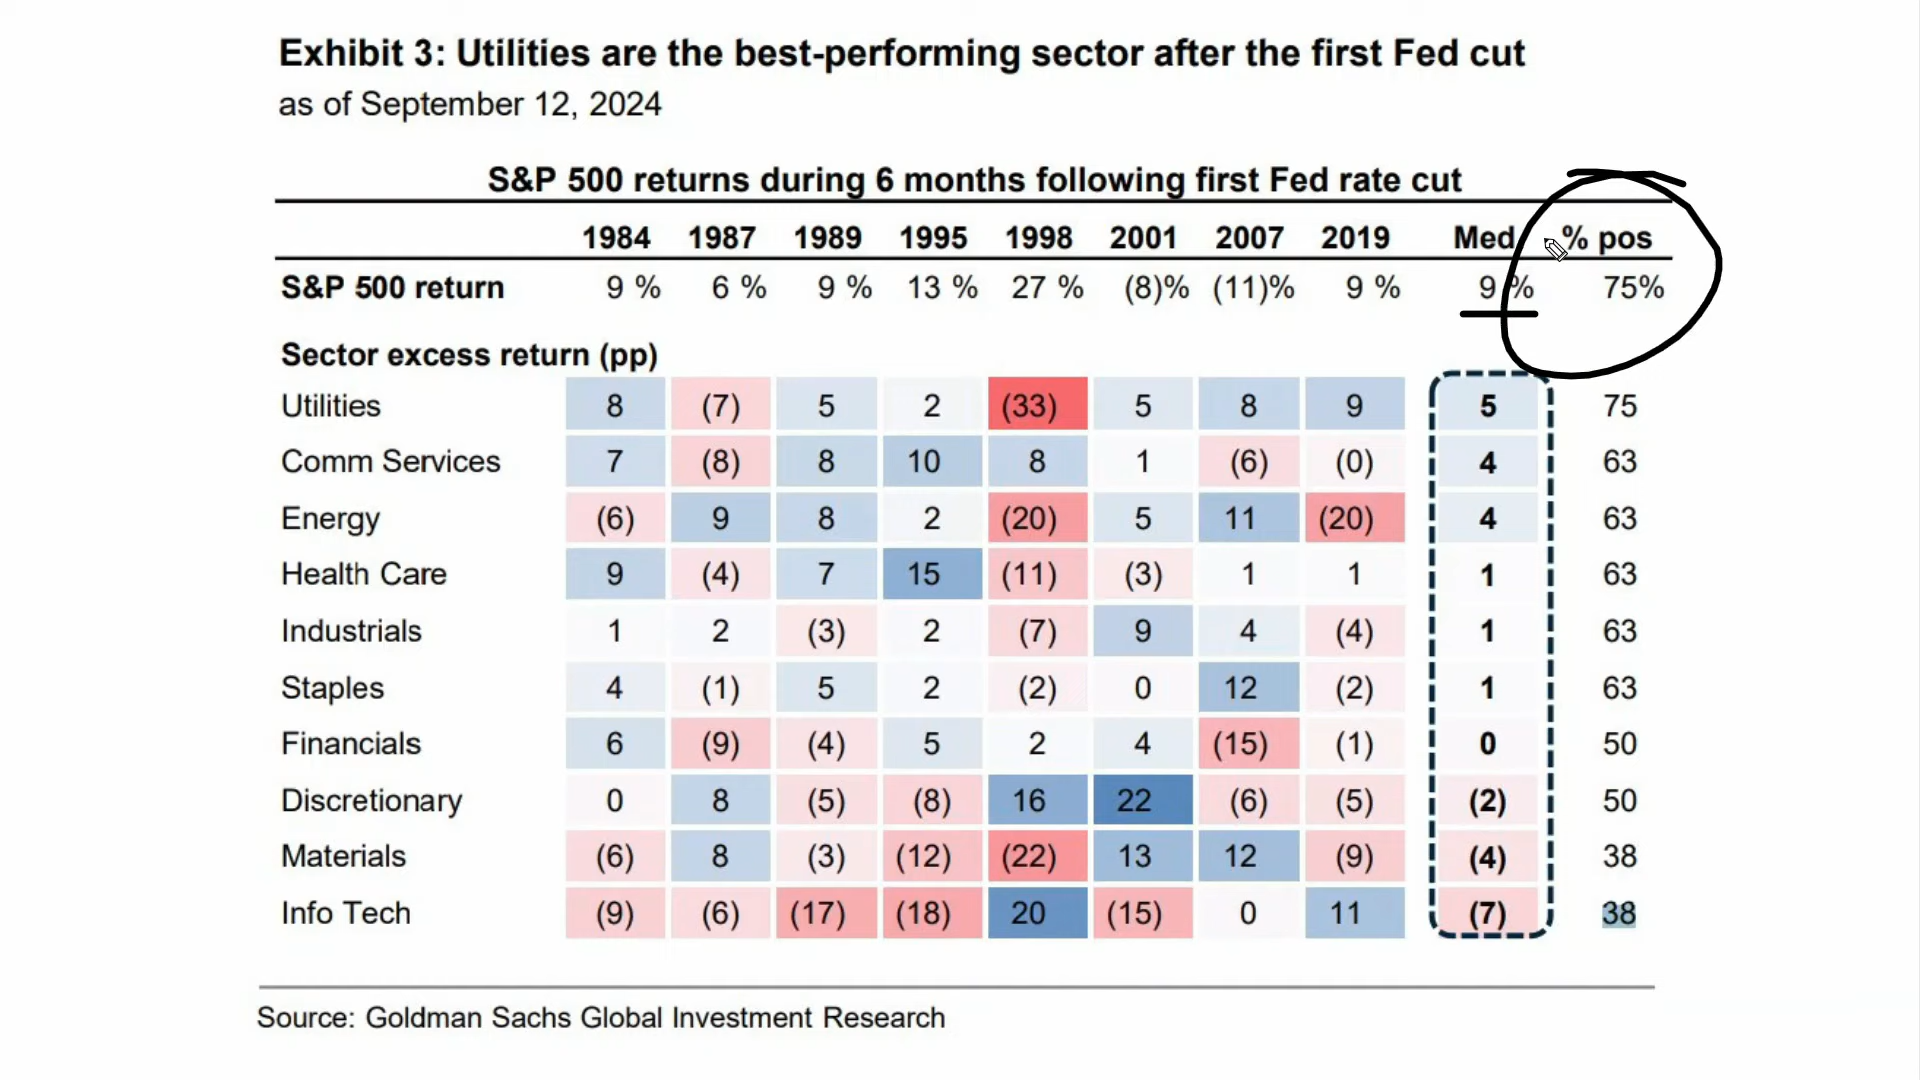 Exhibit 3: Utilities are the best-performing sector after the first Fed cut
as of September 12, 2024
S&P 500 returns during 6 months following first Fed rate cut
1984 1987 1989 1995 1998 2001 2007 2019 Med % pos
S&P 500 return 9 % 6 % 9 % 13 % 27 % (8)% (11)% 9 % 9 % 75%
Sector excess return (pp)
Utilities 8 (7) 5 2 (33) 5 8 9 5 75
Comm Services 7 (8) 8 10 8 1 (6) (0) 4 63
Energy (6) 9 8 2 (20) 5 11 (20) 4 63
Health Care 9 (4) 7 15 (11) (3) 1 1 1 63
Industrials 1 2 (3) 2 (7) 9 4 (4) 1 63
Staples 4 (1) 5 2 (2) 0 12 (2) 1 63
Financials 6 (9) (4) 5 2 4 (15) (1) 0 50
Discretionary 0 8 (5) (8) 16 22 (6) (5) (2) 50
Materials (6) 8 (3) (12) (22) 13 12 (9) (4) 38
Info Tech (9) (6) (17) (18) 20 (15) 0 11 (7) 38
Source: Goldman Sachs Global Investment Research